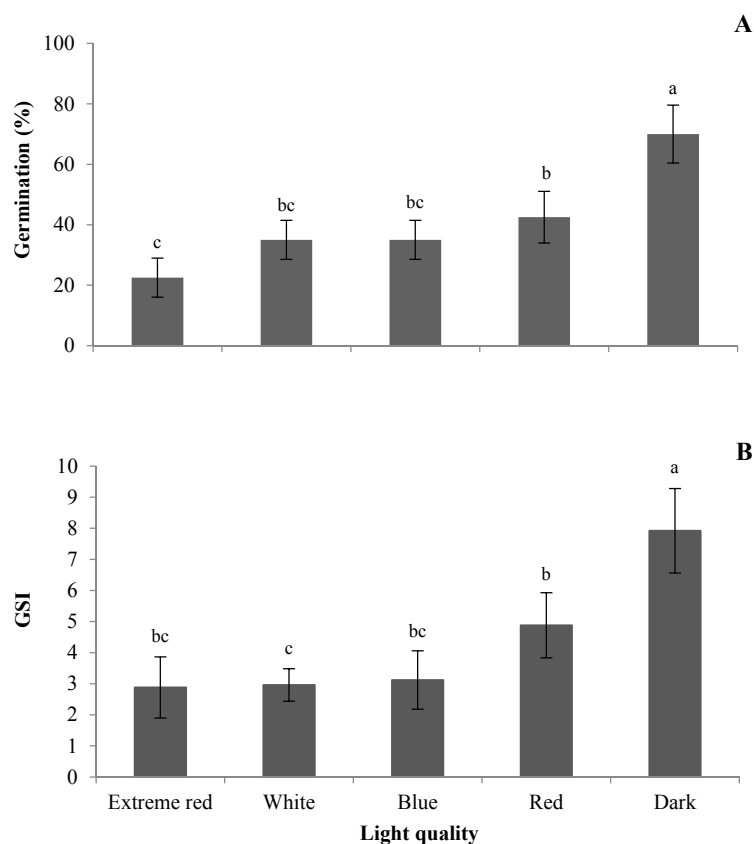 A
100
80
60
40
20
0
Germination (%)
c
bc
bc
b
a
B
10
9
8
7
6
5
4
3
2
1
0
GSI
bc
c
bc
b
a
Extreme red White Blue Red Dark
Light quality